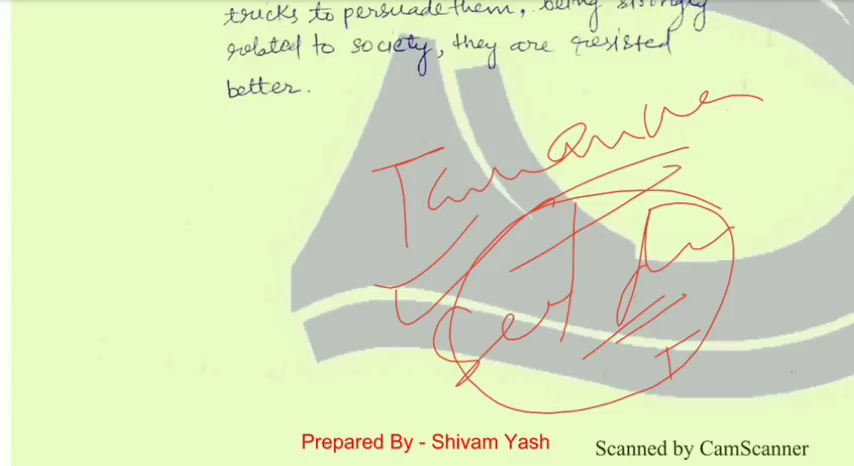 tricks to persuade them, being strongly
related to society, they are resisted
better.
Prepared By - Shivam Yash
Scanned by CamScanner